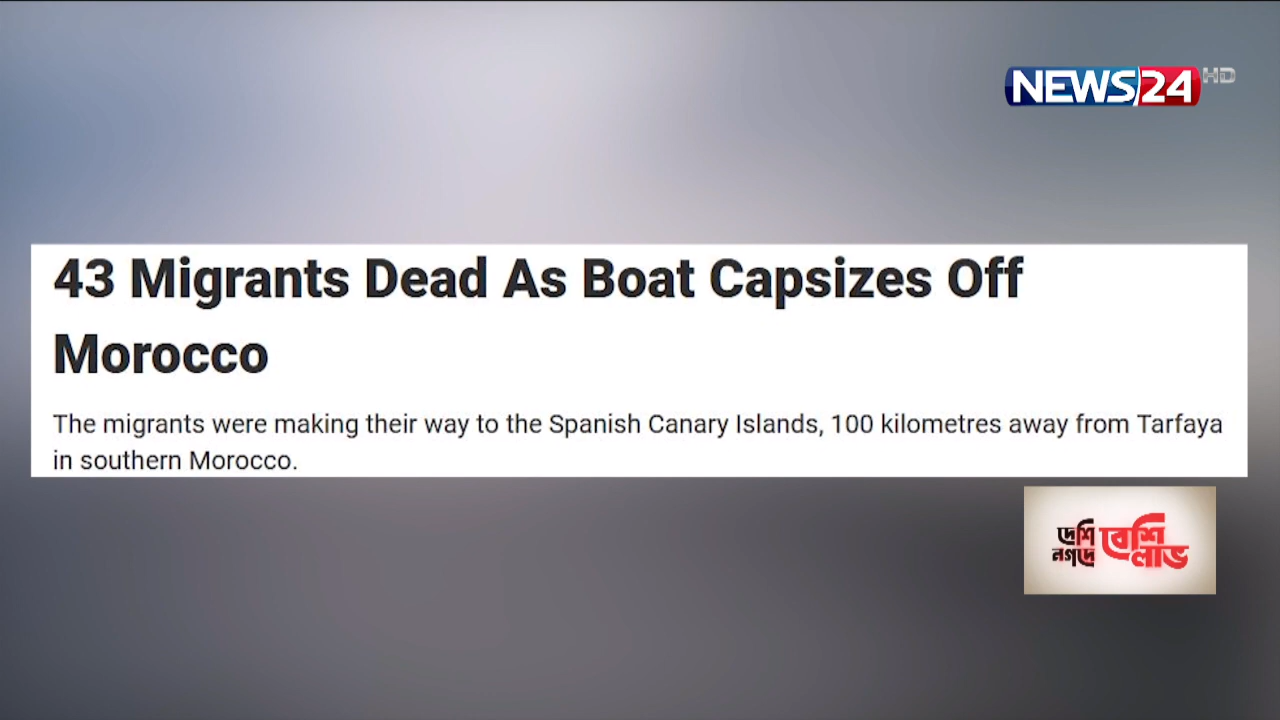 NEWS24 HD
43 Migrants Dead As Boat Capsizes Off
Morocco
The migrants were making their way to the Spanish Canary Islands, 100 kilometres away from Tarfaya
in southern Morocco.
দেশি বেশি
নগদে লাভ